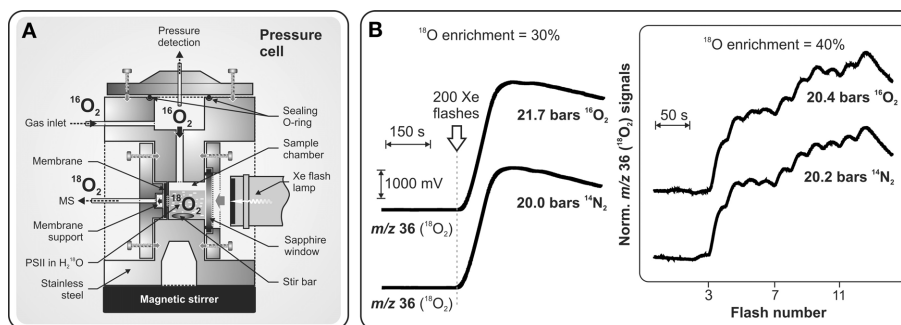 A
Pressure
detection
Pressure
cell
¹⁶O₂
Gas inlet
¹⁶O₂
Sealing
O-ring
Membrane
Sample
chamber
¹⁸O₂
MS
Xe flash
lamp
¹⁸O₂
Membrane
support
Sapphire
window
PSII in H₂¹⁸O
Stir bar
Stainless
steel
Magnetic stirrer
B
¹⁸O enrichment = 30%
200 Xe
flashes
150 s
21.7 bars ¹⁶O₂
1000 mV
20.0 bars ¹⁴N₂
m/z 36 (¹⁸O₂)
m/z 36 (¹⁸O₂)
¹⁸O enrichment = 40%
Norm. m/z 36 (¹⁸O₂) signals
50 s
20.4 bars ¹⁶O₂
20.2 bars ¹⁴N₂
3
7
11
Flash number